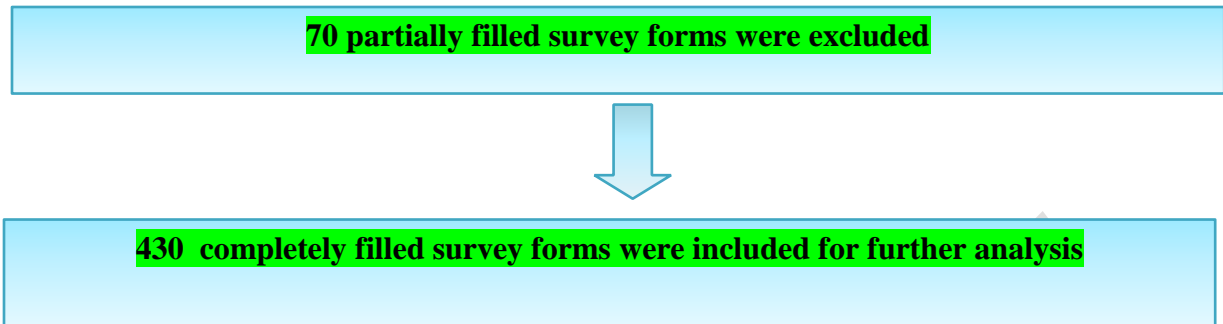 70 partially filled survey forms were excluded
430  completely filled survey forms were included for further analysis